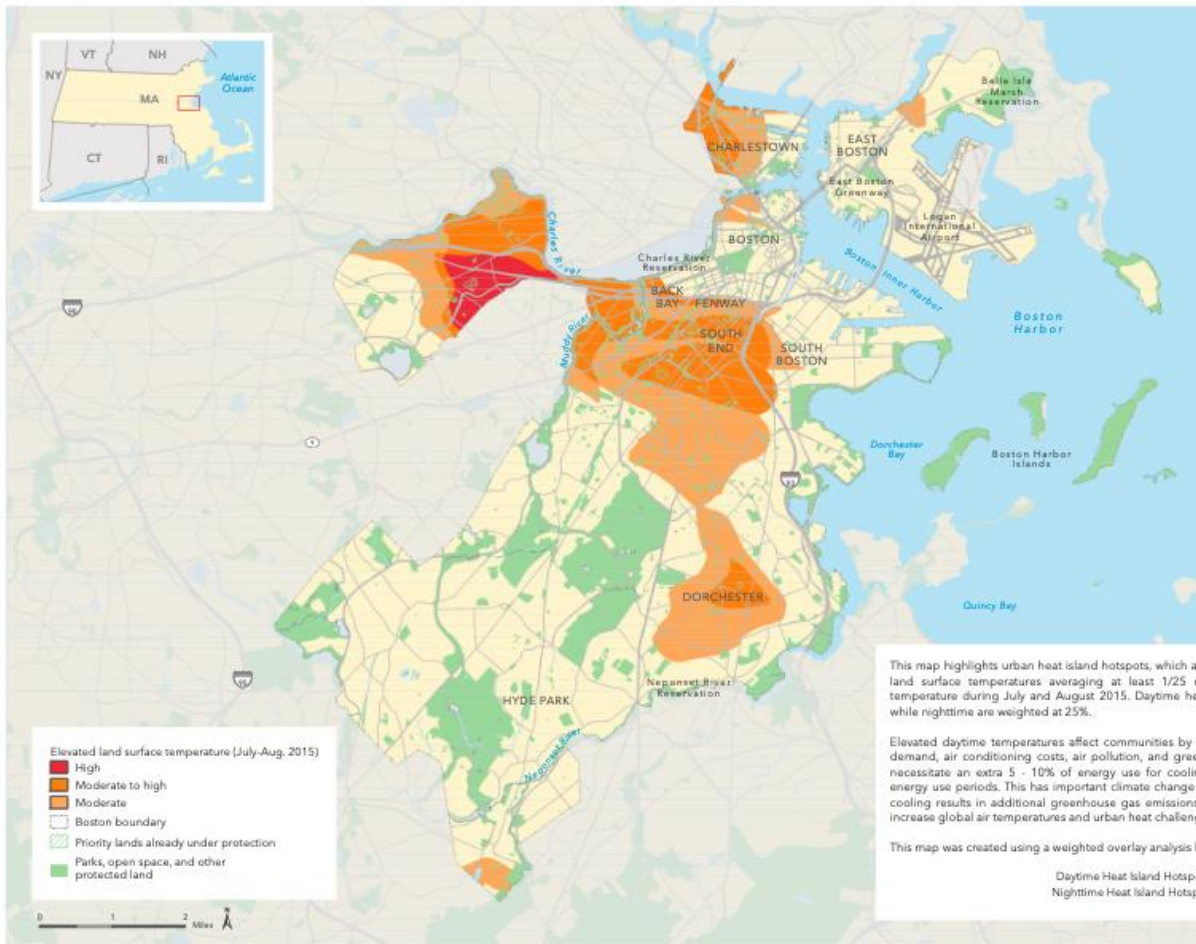 VT
NH
NY
Atlantic
Ocean
MA
CT
RI
Belle Isle
Marsh
Reservation
CHARLESTOWN
EAST
BOSTON
East Boston
Greenway
Logan
International
Airport
Charles River
BOSTON
Charles River
Reservation
Boston Inner Harbor
BACK
BAY
FENWAY
Boston
Harbor
Muddy River
SOUTH
END
SOUTH
BOSTON
9
Dorchester
Bay
Boston Harbor
Islands
93
DORCHESTER
Quincy Bay
95
Neponset River
Reservation
HYDE PARK
Neponset River
This map highlights urban heat island hotspots, which a
land surface temperatures averaging at least 1/25
temperature during July and August 2015. Daytime he
while nighttime are weighted at 25%.
Elevated daytime temperatures affect communities by
demand, air conditioning costs, air pollution, and gree
necessitate an extra 5 - 10% of energy use for coolin
energy use periods. This has important climate change
cooling results in additional greenhouse gas emissions
increase global air temperatures and urban heat challeng
This map was created using a weighted overlay analysis
Daytime Heat Island Hotsp
Nighttime Heat Island Hotsp
Elevated land surface temperature (July-Aug. 2015)
High
Moderate to high
Moderate
Boston boundary
Priority lands already under protection
Parks, open space, and other
protected land
0 1 2
Miles
N